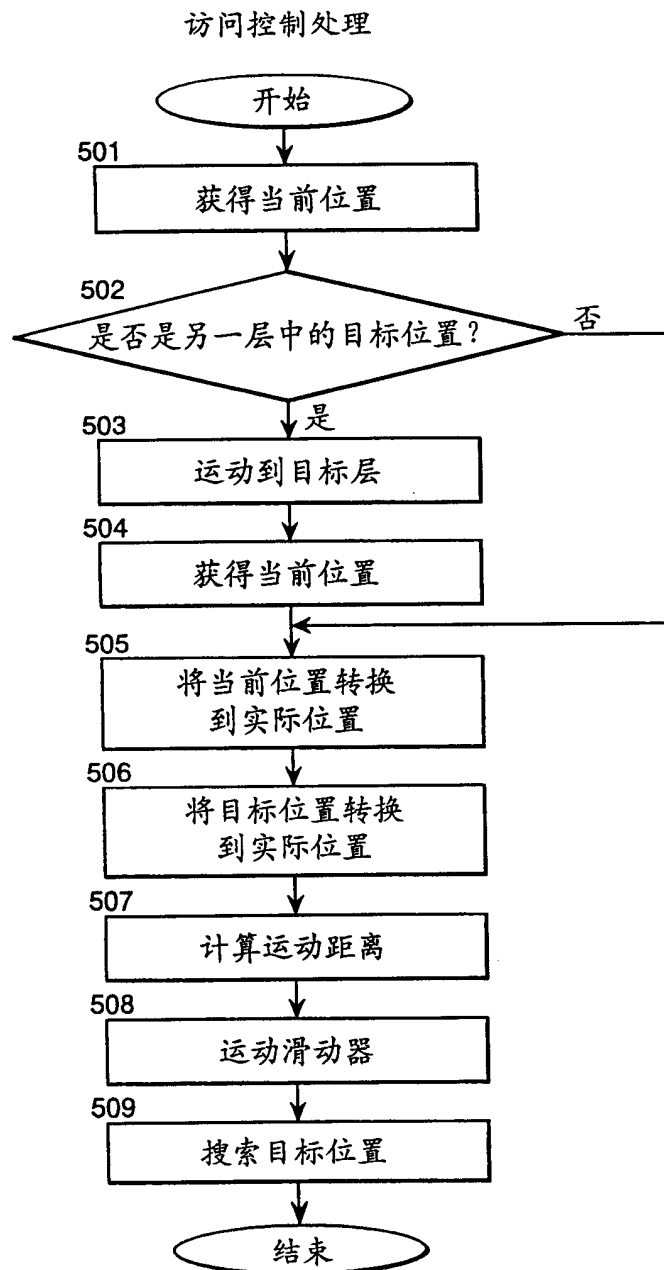 访问控制处理
开始
501
获得当前位置
502
是否是另一层中的目标位置?
否
是
503
运动到目标层
504
获得当前位置
505
将当前位置转换
到实际位置
506
将目标位置转换
到实际位置
507
计算运动距离
508
运动滑动器
509
搜索目标位置
结束